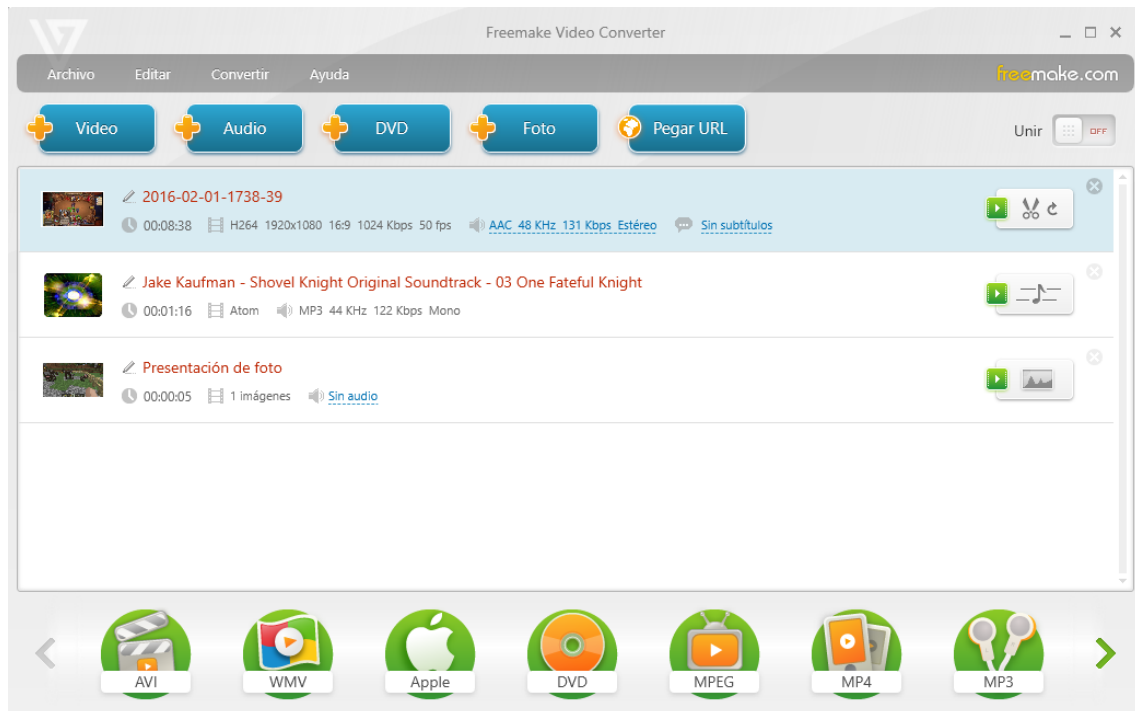 Freemake Video Converter
Archivo Editar Convertir Ayuda freemake.com
Video Audio DVD Foto Pegar URL Unir OFF
2016-02-01-1738-39
00:08:38 H264 1920x1080 16:9 1024 Kbps 50 fps AAC 48 KHz 131 Kbps Estéreo Sin subtítulos
Jake Kaufman - Shovel Knight Original Soundtrack - 03 One Fateful Knight
00:01:16 Atom MP3 44 KHz 122 Kbps Mono
Presentación de foto
00:00:05 1 imágenes Sin audio
AVI WMV Apple DVD MPEG MP4 MP3